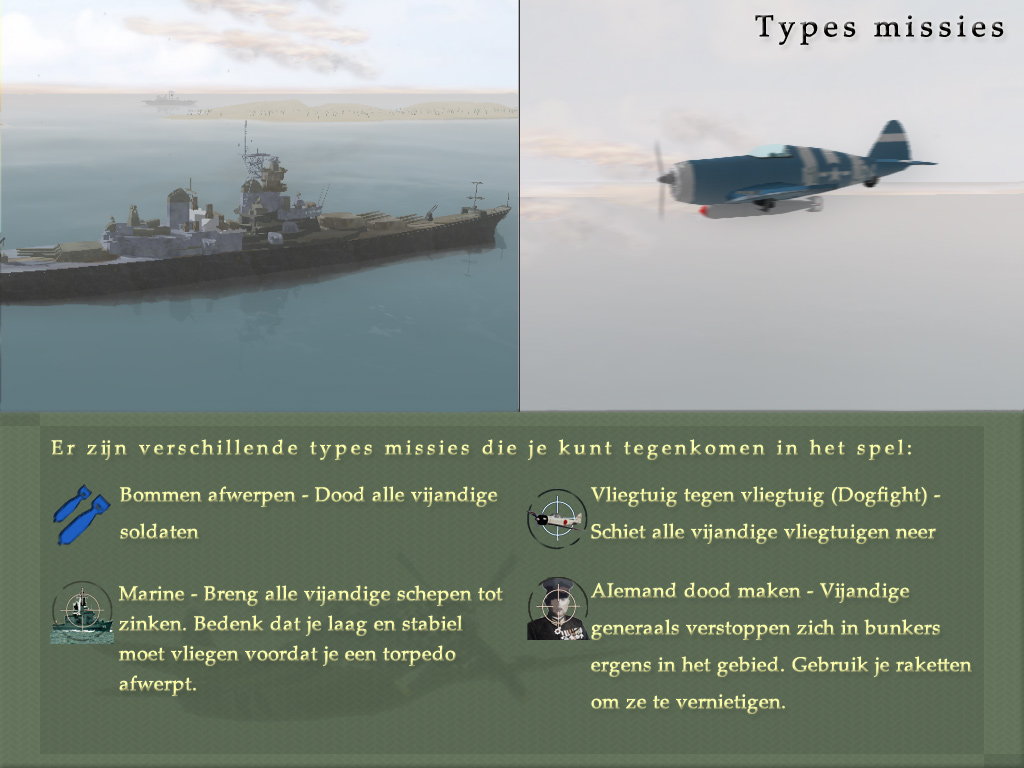 Types missies
Er zijn verschillende types missies die je kunt tegenkomen in het spel:
Bommen afwerpen - Dood alle vijandige
soldaten
Vliegtuig tegen vliegtuig (Dogfight) -
Schiet alle vijandige vliegtuigen neer
Marine - Breng alle vijandige schepen tot
zinken. Bedenk dat je laag en stabiel
moet vliegen voordat je een torpedo
afwerpt.
AIemand dood maken - Vijandige
generaals verstoppen zich in bunkers
ergens in het gebied. Gebruik je raketten
om ze te vernietigen.